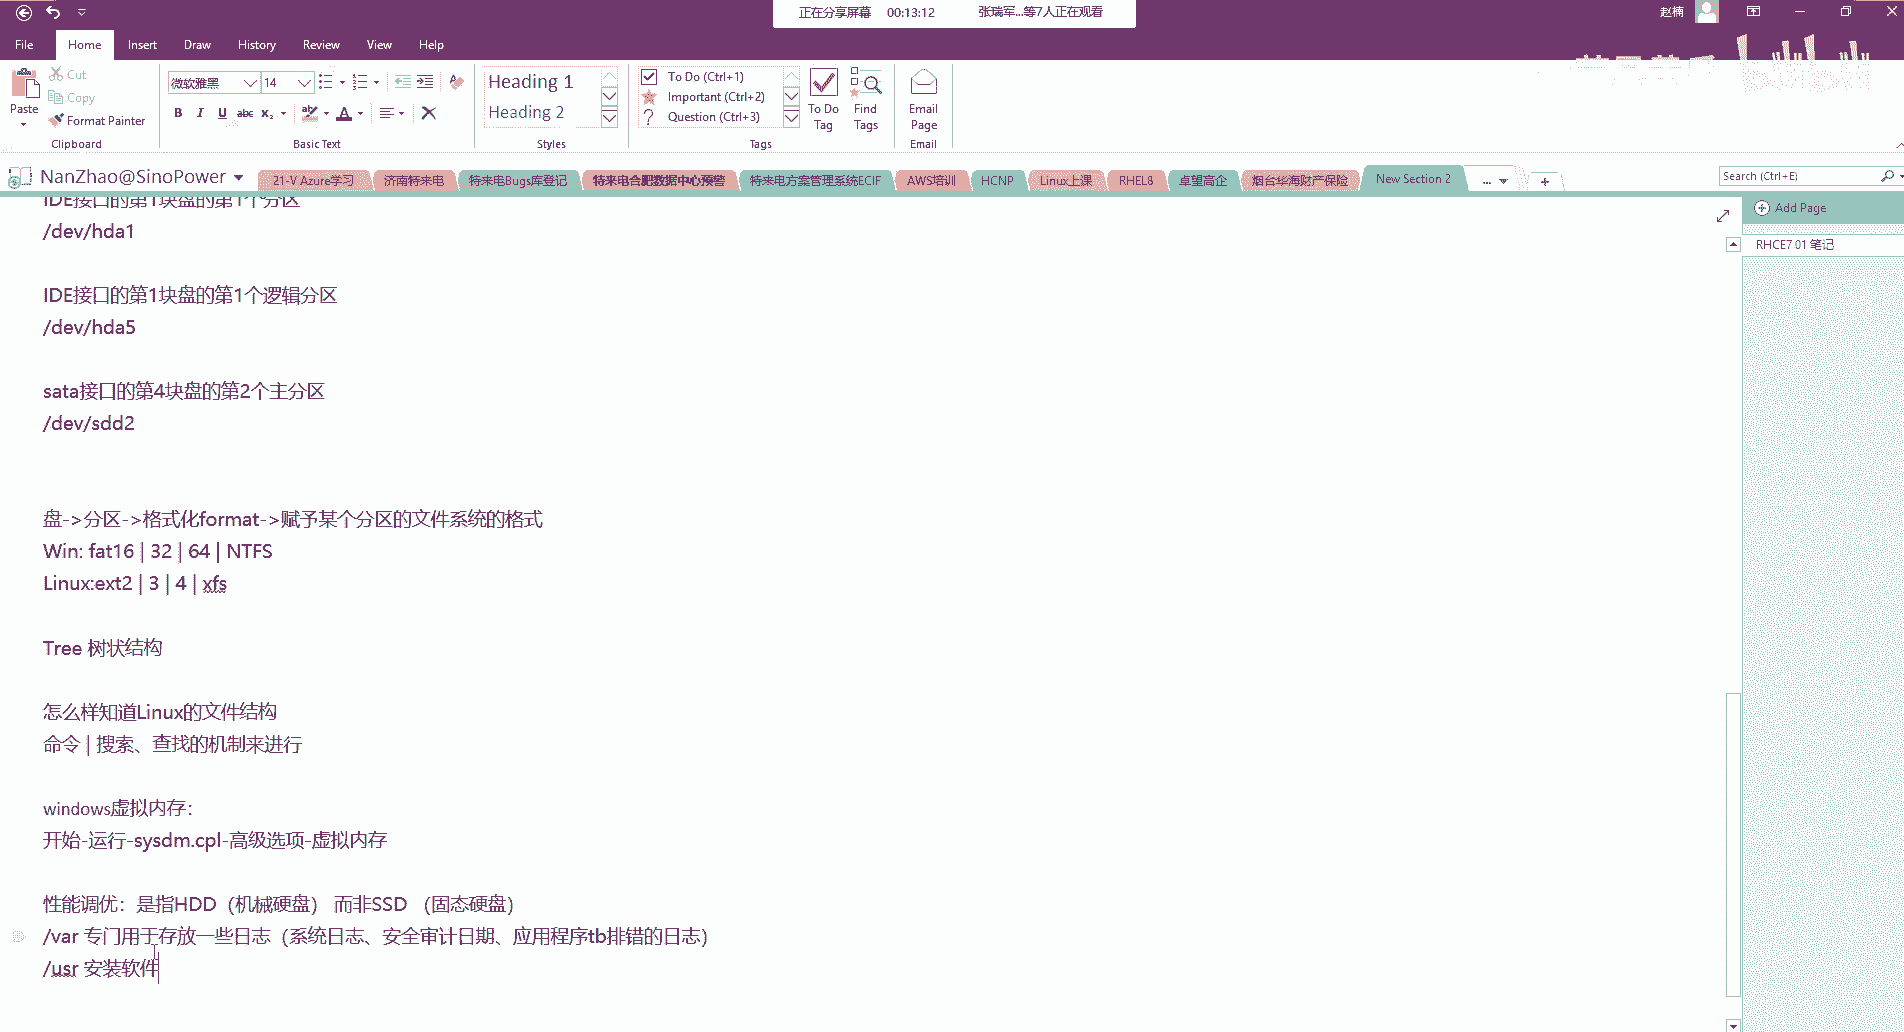 正在分享屏幕 00:13:12 张瑞军...等7人正在观看
赵楠
File Home Insert Draw History Review View Help
Paste
Cut
Copy
Format Painter
Clipboard
微软雅黑 14
B I U abc X₂ A
Basic Text
Heading 1
Heading 2
Styles
To Do (Ctrl+1)
Important (Ctrl+2)
Question (Ctrl+3)
To Do Tag
Find Tags
Tags
Email Page
Email
bilibili
NanZhao@SinoPower
21-V Azure学习 济南特来电 特来电Bugs库登记 特来电合肥数据中心预警 特来电方案管理系统ECIF AWS培训 HCNP Linux上课 RHEL8 卓望高企 烟台华海财产保险 New Section 2 ... +
Search (Ctrl+E)
Add Page
RHCE7.01 笔记
IDE接口的第1块盘的第1个分区
/dev/hda1
IDE接口的第1块盘的第1个逻辑分区
/dev/hda5
sata接口的第4块盘的第2个主分区
/dev/sdd2
盘->分区->格式化format->赋予某个分区的文件系统的格式
Win: fat16 | 32 | 64 | NTFS
Linux:ext2 | 3 | 4 | xfs
Tree 树状结构
怎么样知道Linux的文件结构
命令 | 搜索、查找的机制来进行
windows虚拟内存:
开始-运行-sysdm.cpl-高级选项-虚拟内存
性能调优：是指HDD（机械硬盘） 而非SSD （固态硬盘）
/var 专门用于存放一些日志（系统日志、安全审计日期、应用程序tb排错的日志）
/usr 安装软件